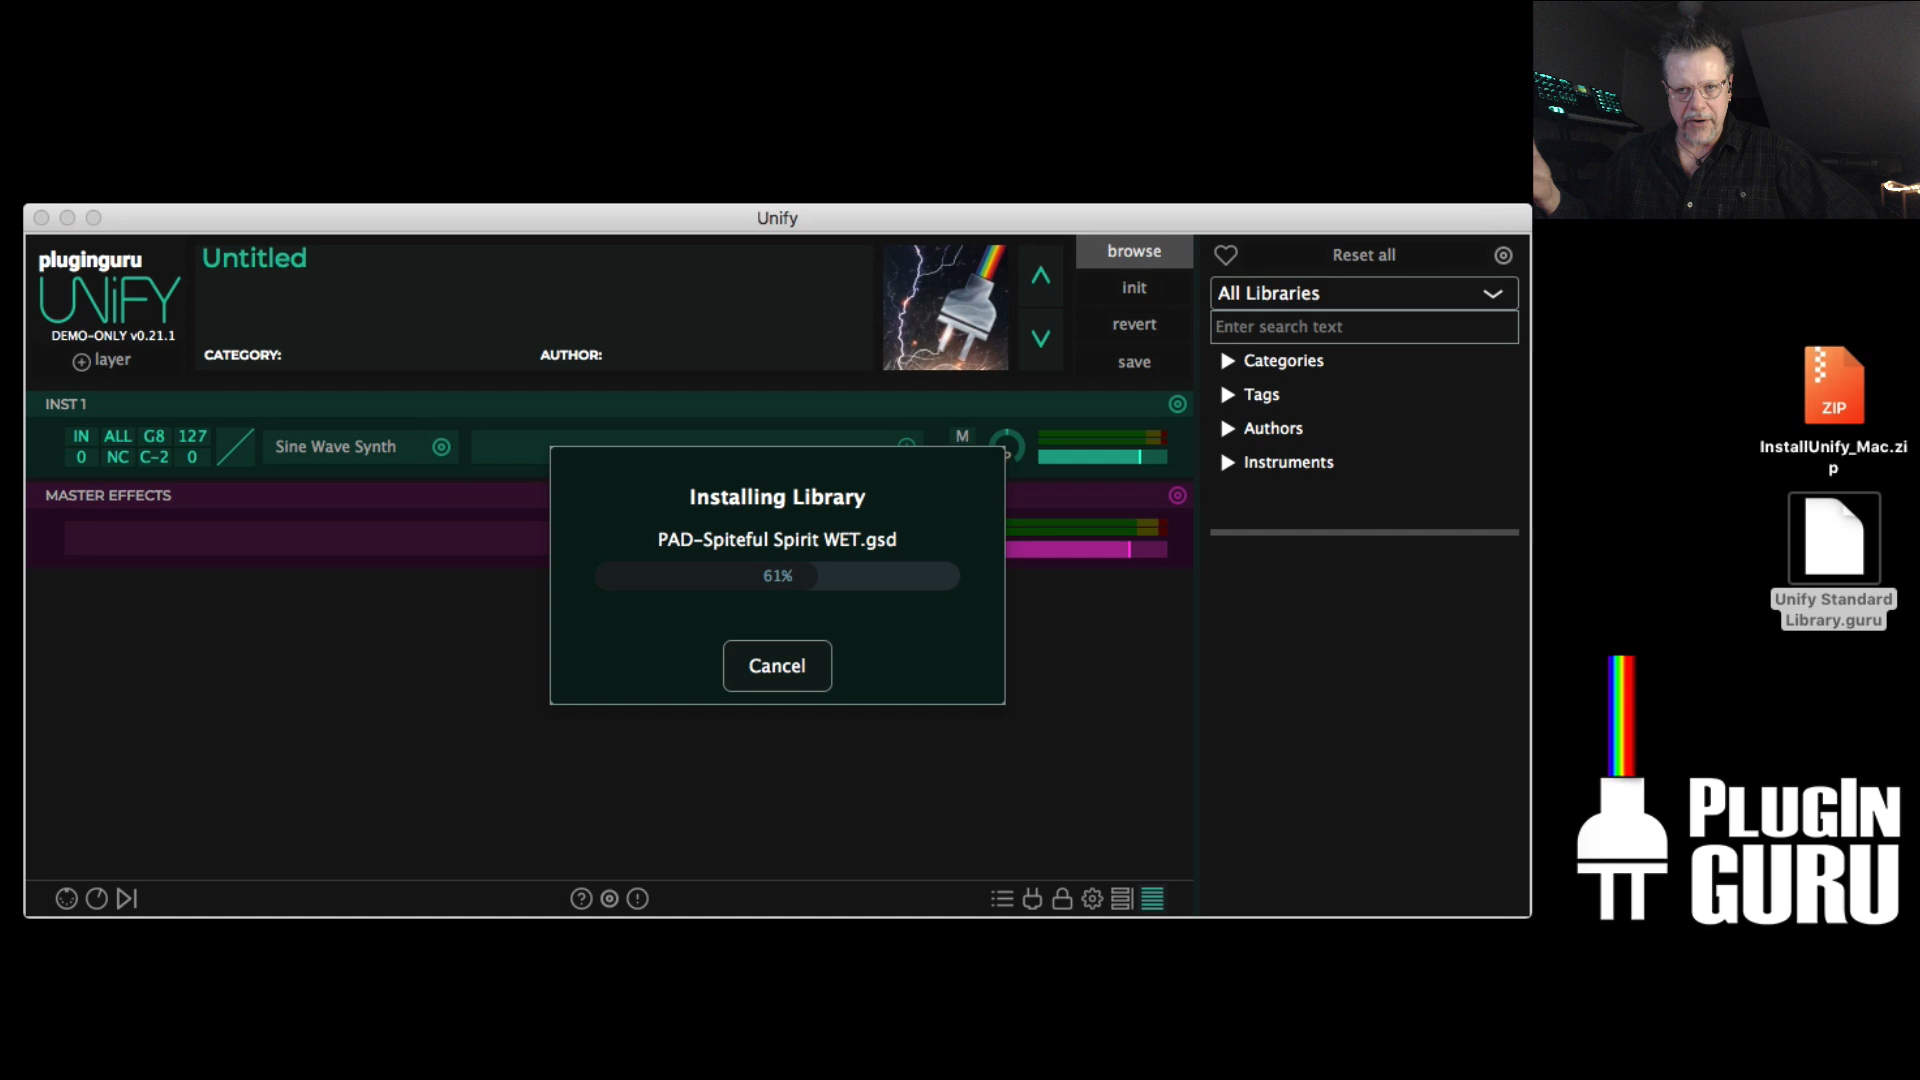 Unify
pluginguru
UNiFY
DEMO-ONLY v0.21.1
layer
Untitled
CATEGORY:
AUTHOR:
browse
init
revert
save
Reset all
All Libraries
Enter search text
Categories
Tags
Authors
Instruments
INST 1
IN ALL G8 127
0 NC C-2 0
Sine Wave Synth
M
MASTER EFFECTS
Installing Library
PAD-Spiteful Spirit WET.gsd
61%
Cancel
ZIP
InstallUnify_Mac.zi
p
Unify Standard
Library.guru
PLUGIN
GURU